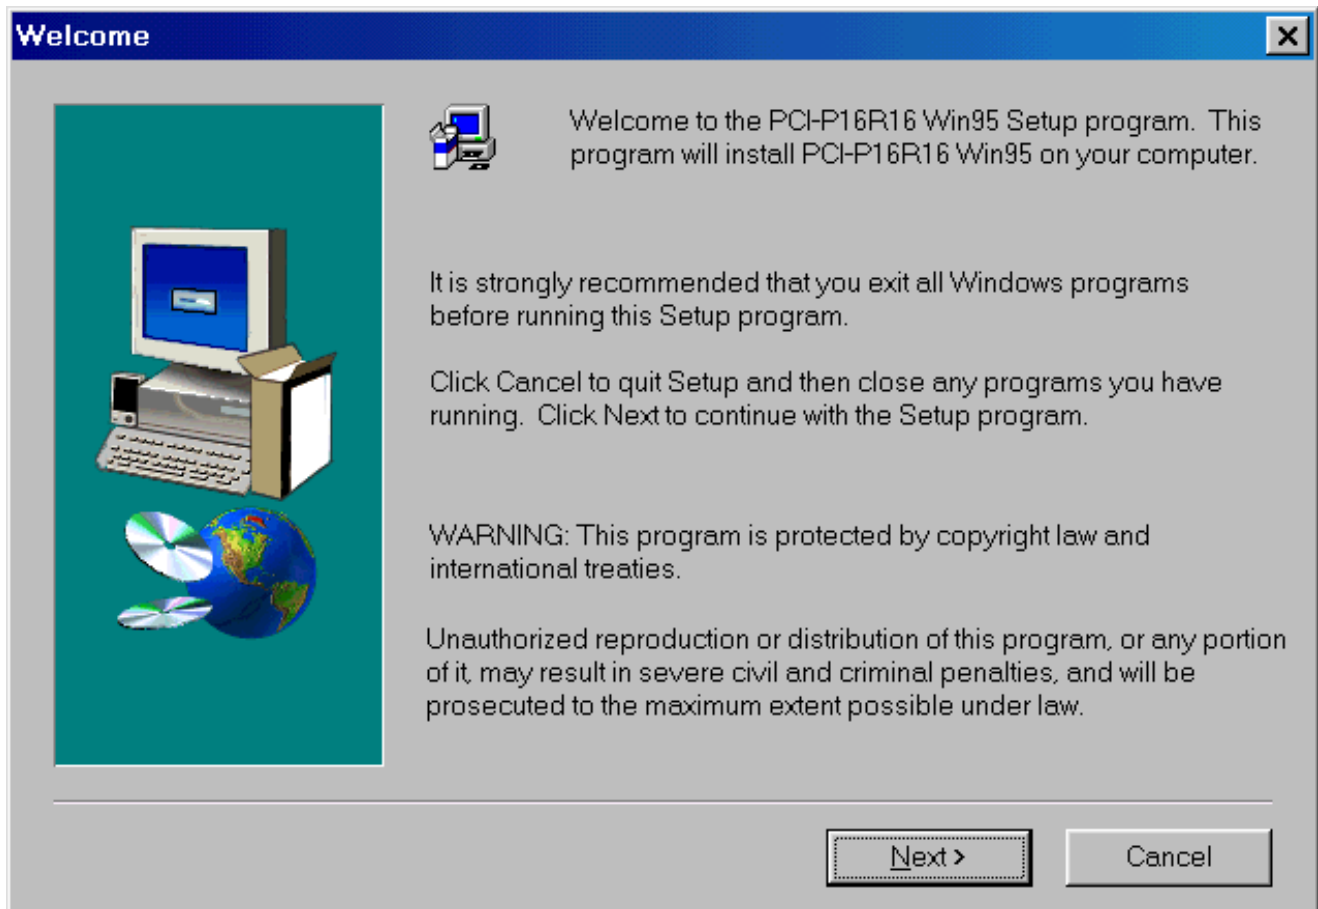 Welcome
Welcome to the PCI-P16R16 Win95 Setup program.  This
program will install PCI-P16R16 Win95 on your computer.
It is strongly recommended that you exit all Windows programs
before running this Setup program.
Click Cancel to quit Setup and then close any programs you have
running.  Click Next to continue with the Setup program.
WARNING: This program is protected by copyright law and
international treaties.
Unauthorized reproduction or distribution of this program, or any portion
of it, may result in severe civil and criminal penalties, and will be
prosecuted to the maximum extent possible under law.
Next >
Cancel